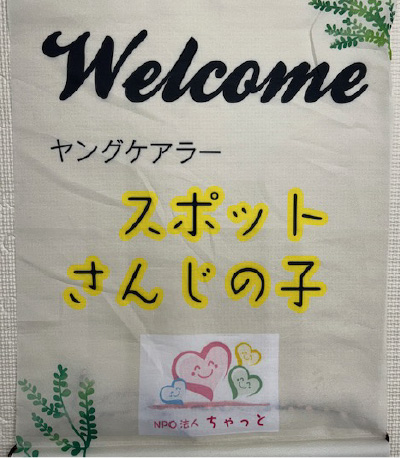 Welcome
ヤングケアラー
スポット
さんじの子
NPO法人 ちゃっと